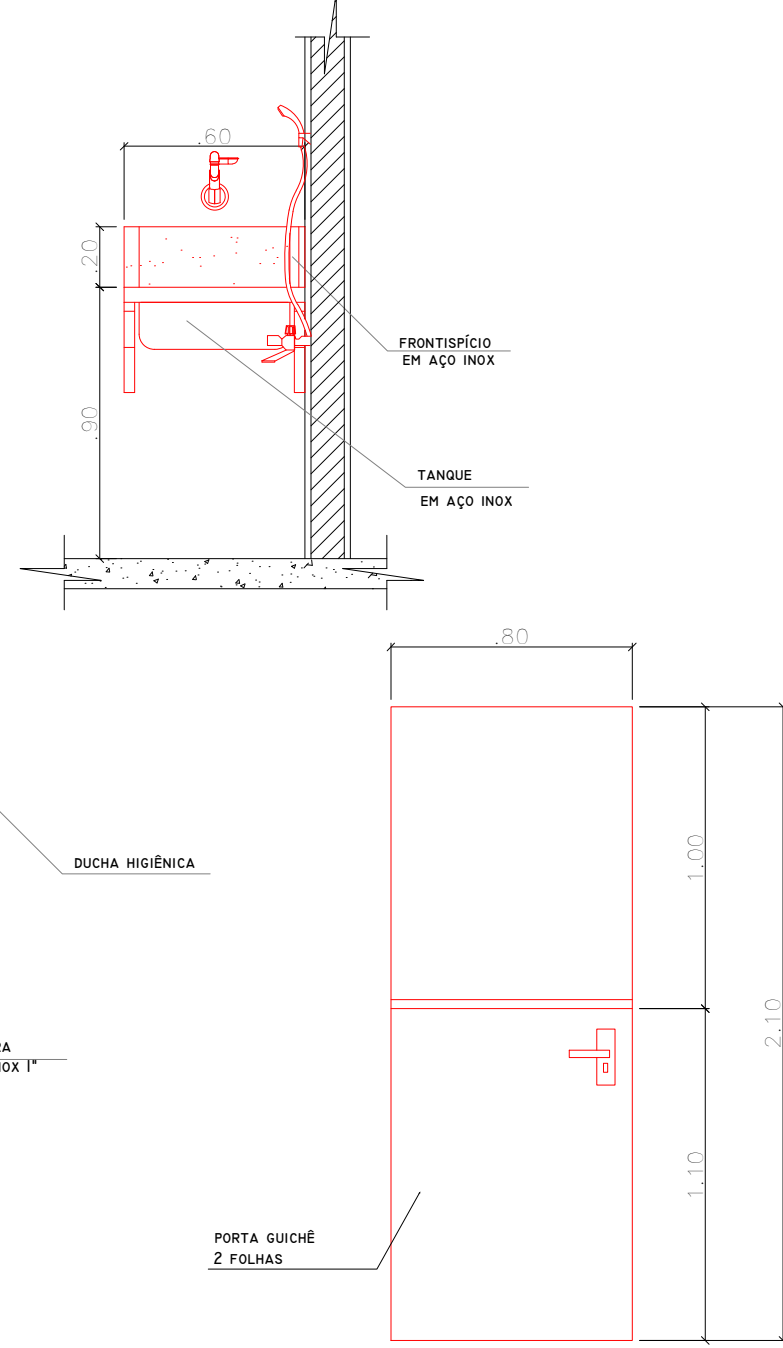 .60
.20
FRONTISPÍCIO
EM AÇO INOX
.90
TANQUE
EM AÇO INOX
.80
1.00
DUCHA HIGIÊNICA
2.10
1"
1.10
PORTA GUICHÊ
2 FOLHAS